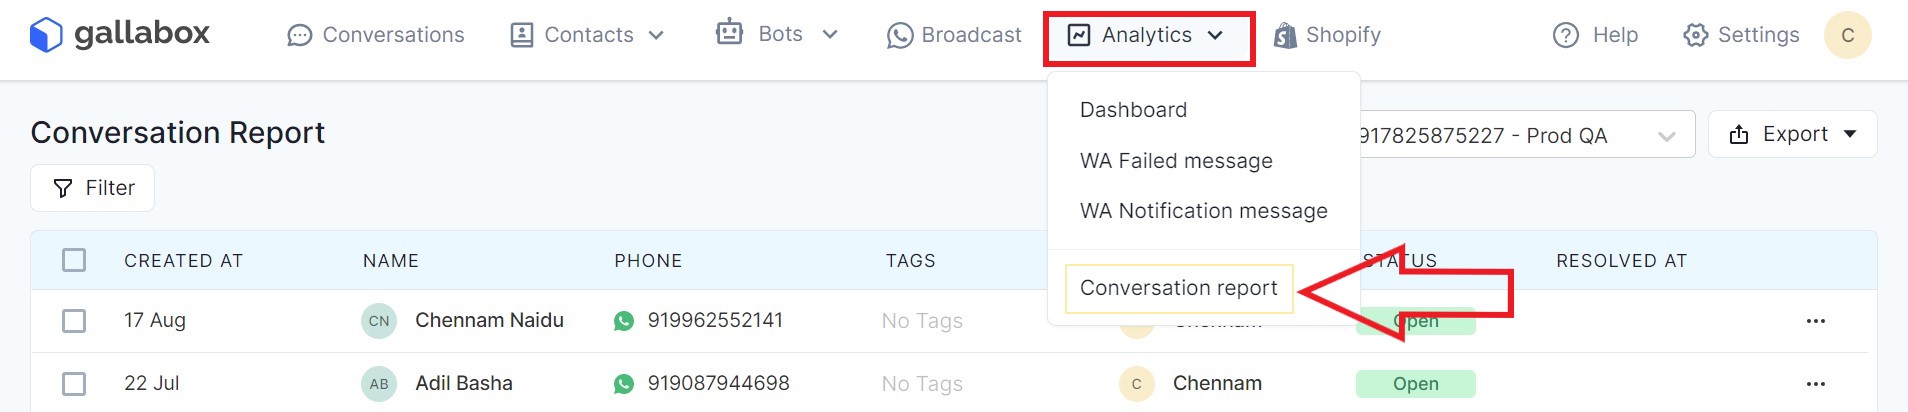 gallabox Conversations Contacts Bots Broadcast Analytics Shopify Help Settings C
Dashboard
Conversation Report 917825875227 - Prod QA Export
WA Failed message
Filter
WA Notification message
CREATED AT NAME PHONE TAGS STATUS RESOLVED AT
Conversation report
17 Aug CN Chennam Naidu 919962552141 No Tags Chennam Open
22 Jul AB Adil Basha 919087944698 No Tags C Chennam Open